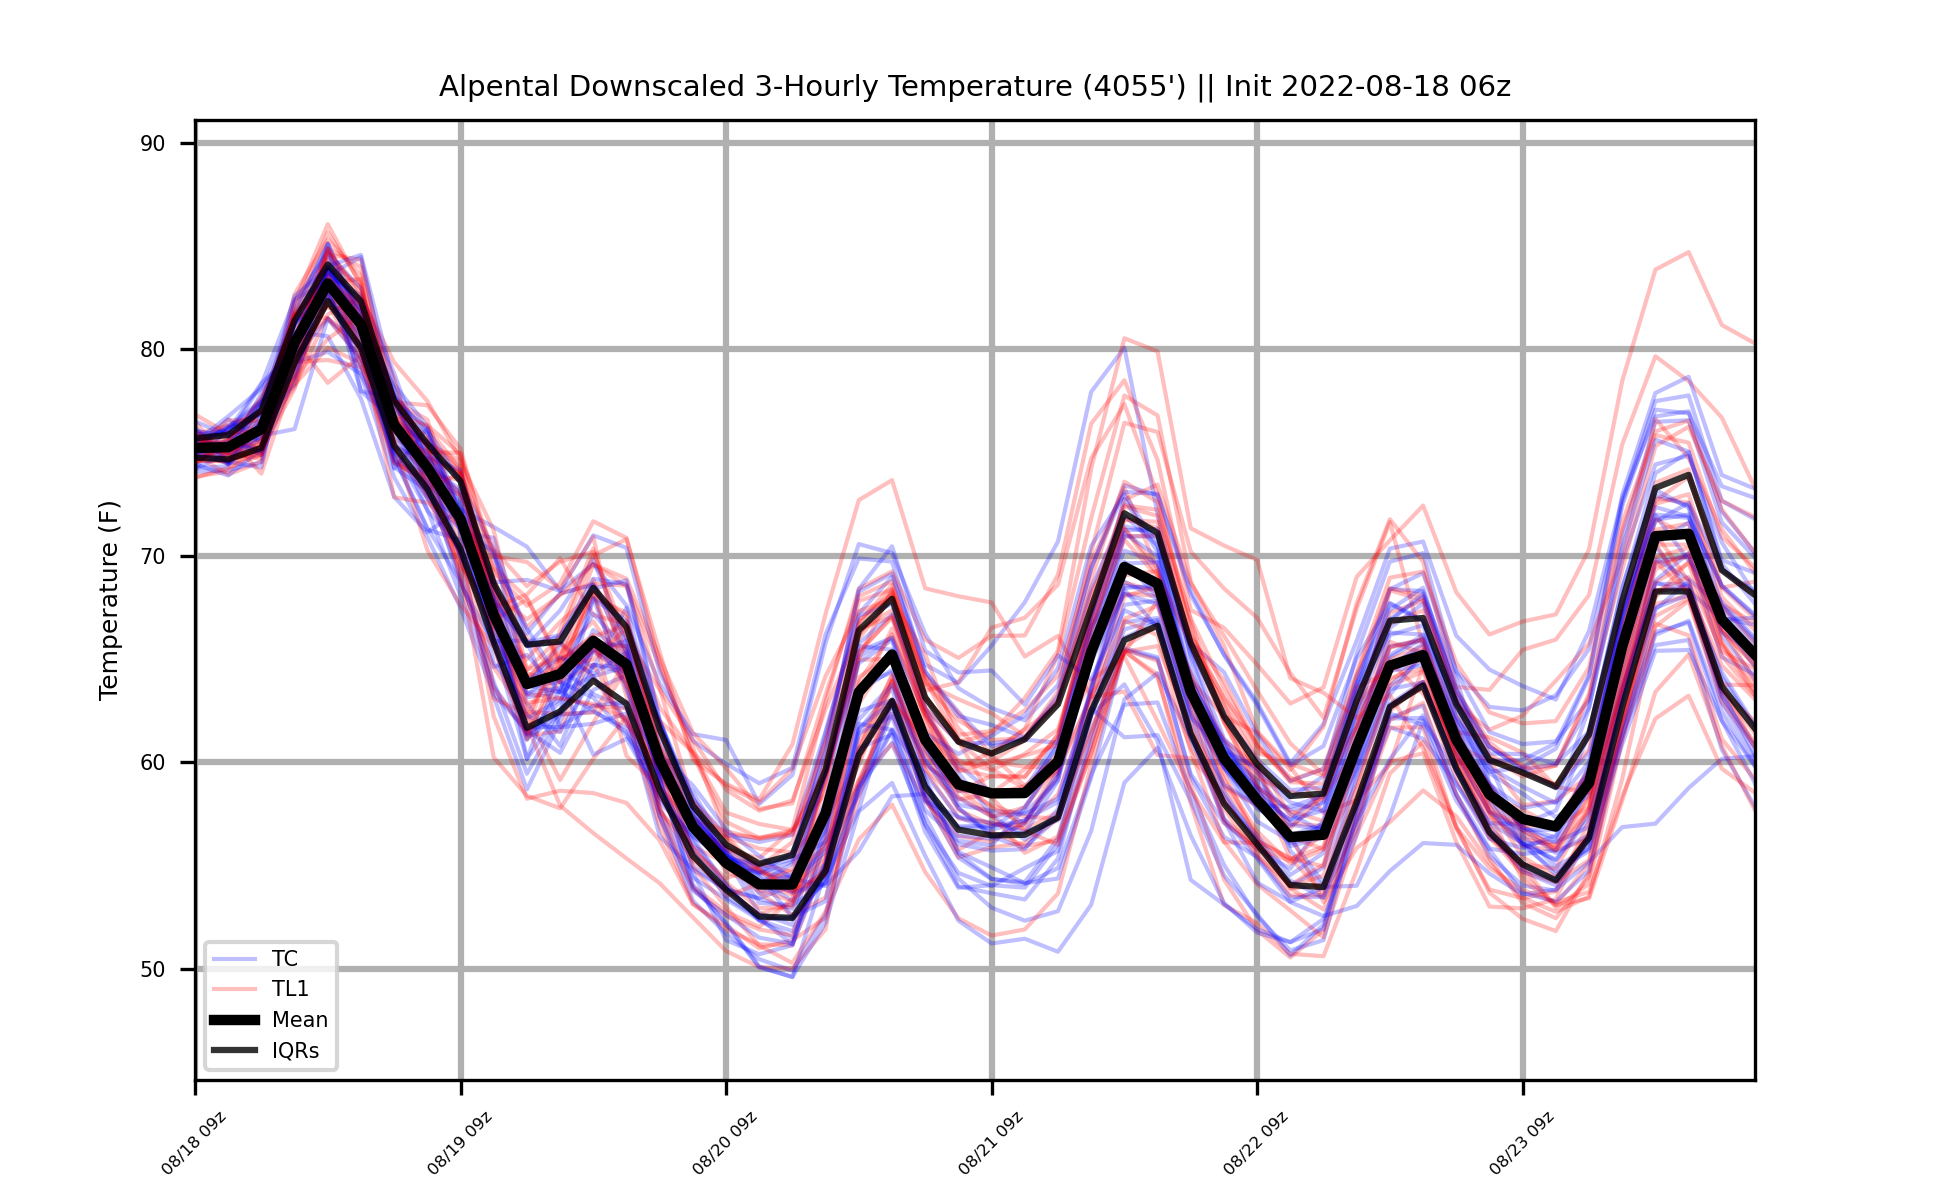 Alpental Downscaled 3-Hourly Temperature (4055') || Init 2022-08-18 06z
Temperature (F)
90
80
70
60
50
TC
TL1
Mean
IQRs
08/18 09z
08/19 09z
08/20 09z
08/21 09z
08/22 09z
08/23 09z